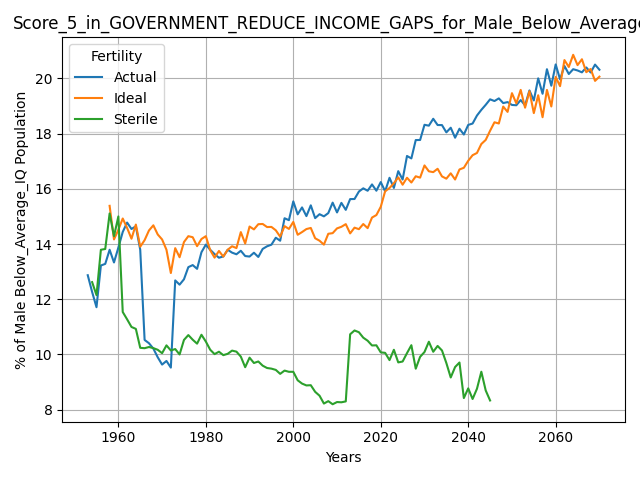 Score_5_in_GOVERNMENT_REDUCE_INCOME_GAPS_for_Male_Below_Average
Fertility
Actual
Ideal
Sterile
% of Male Below_Average_IQ Population
20
18
16
14
12
10
8
1960 1980 2000 2020 2040 2060
Years